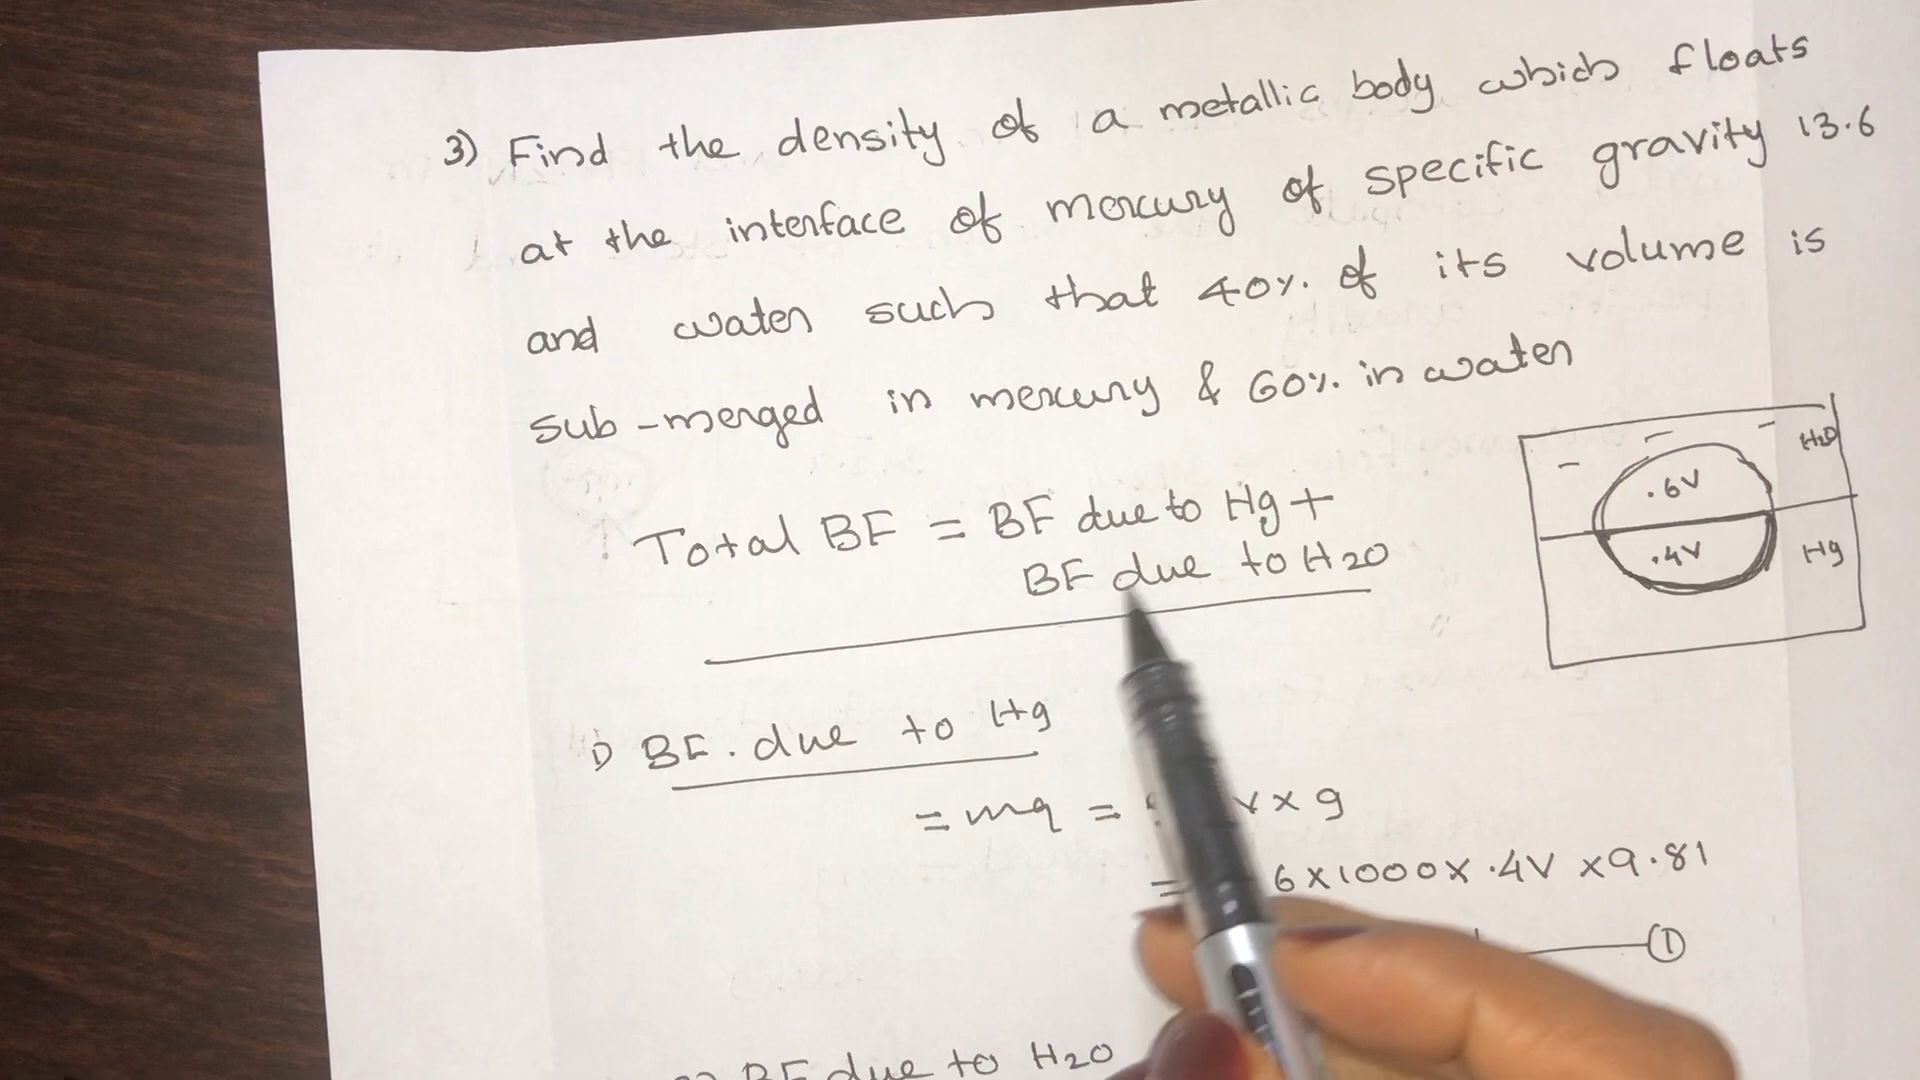 3) Find the density of a metallic body which floats
at the interface of mercury of specific gravity 13.6
and water such that 40%. of its volume is
sub-merged in mercury & 60%. in water
Total BF = BF due to Hg +
BF due to H2O
H2O
.6V
.4V
Hg
1) BF. due to Hg
= mg = V x g
= 6x1000x .4V x9.81
①
BF due to H2O